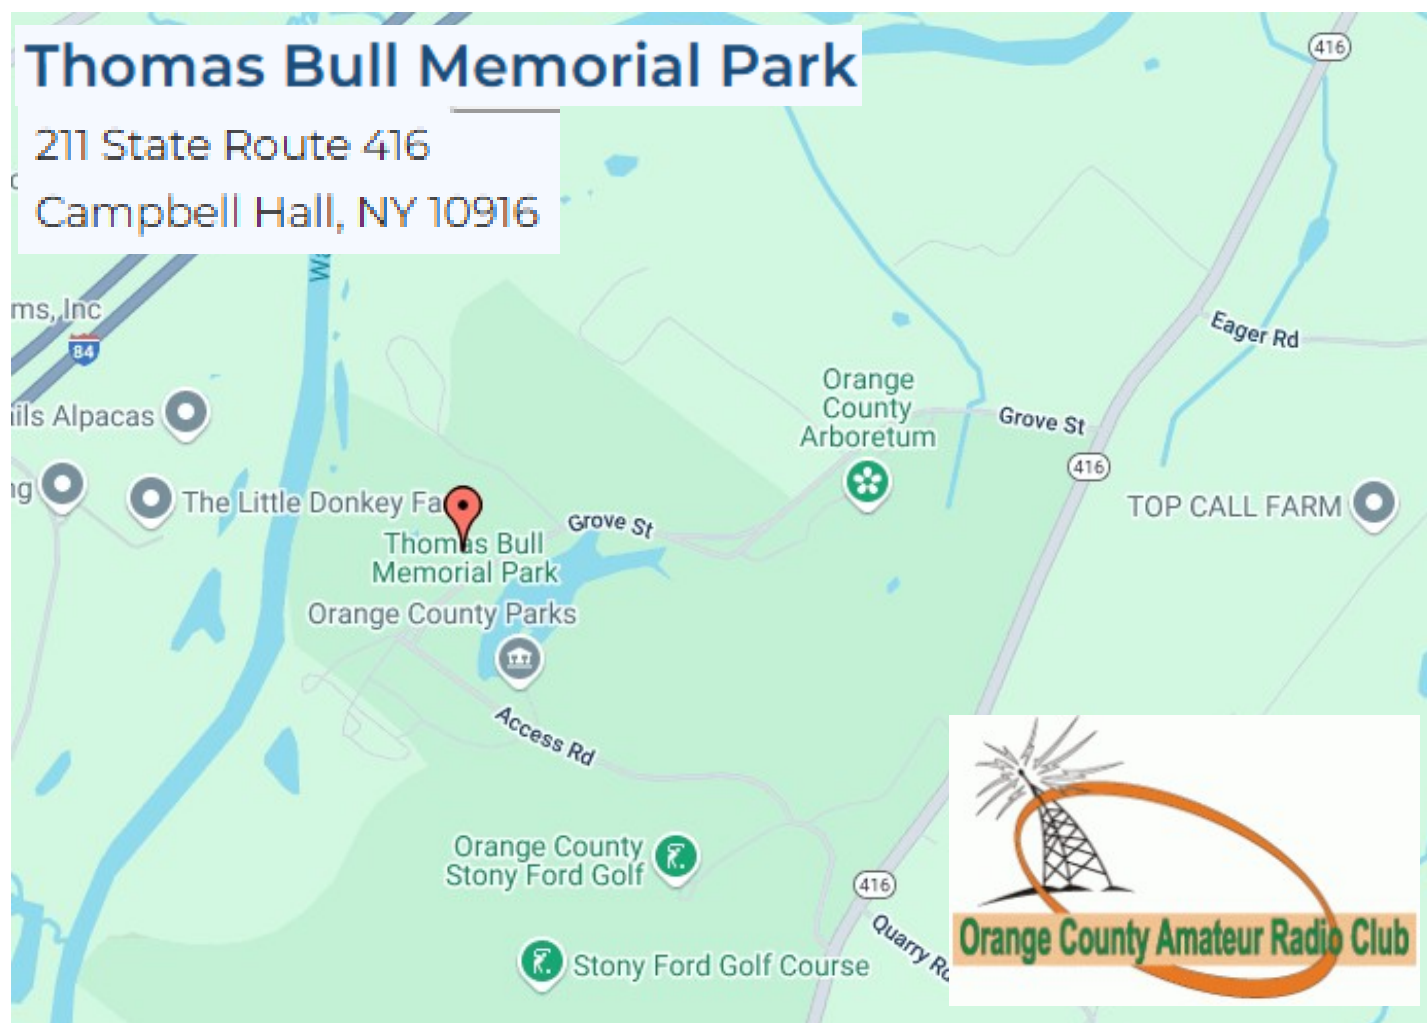 Thomas Bull Memorial Park
211 State Route 416
Campbell Hall, NY 10916
416
Inc
84
Eager Rd
Alpacas
Orange
County
Arboretum
Grove St
416
The Little Donkey
Grove St
TOP CALL FARM
Thomas Bull
Memorial Park
Orange County Parks
Access Rd
Orange County
Stony Ford Golf
416
Quarry
Stony Ford Golf Course
Orange County Amateur Radio Club